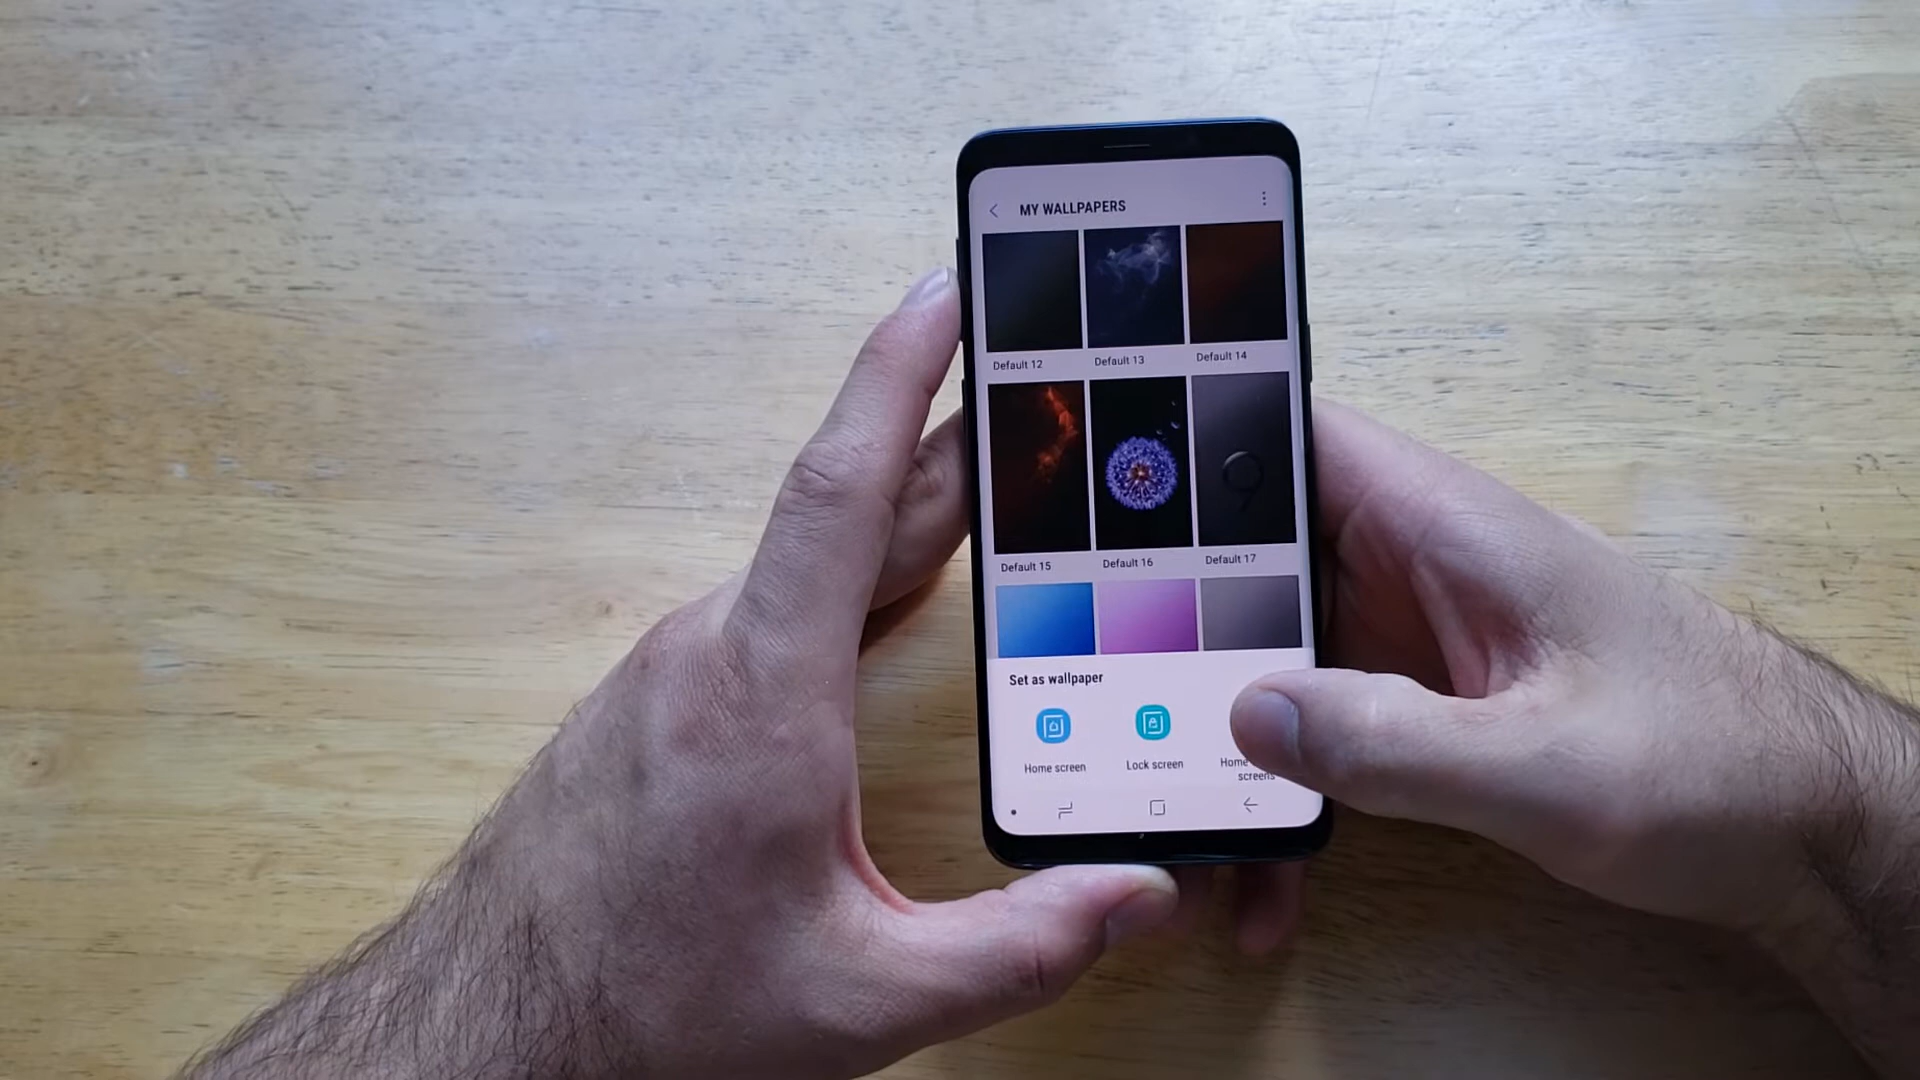 MY WALLPAPERS
Default 12
Default 13
Default 14
Default 15
Default 16
Default 17
9
Set as wallpaper
Home screen
Lock screen
Home
screens